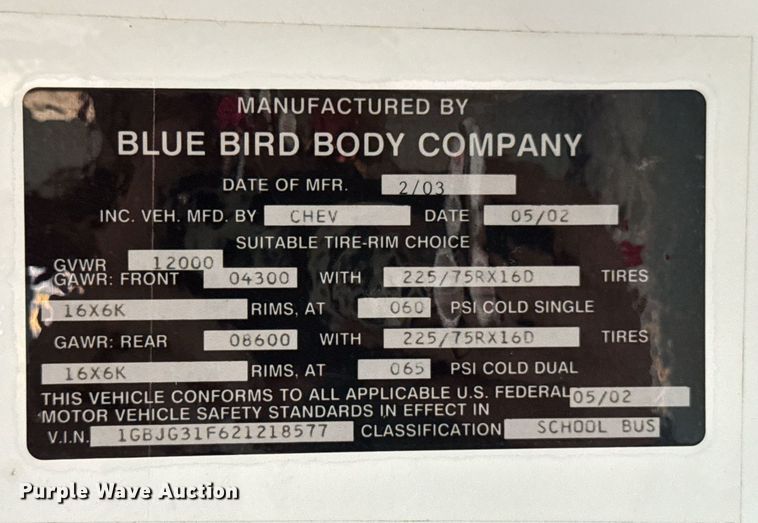 MANUFACTURED BY
BLUE BIRD BODY COMPANY
DATE OF MFR. 2/03
INC. VEH. MFD. BY CHEV DATE 05/02
SUITABLE TIRE-RIM CHOICE
GVWR 12000
GAWR: FRONT 04300 WITH 225/75RX16D TIRES
16X6K RIMS, AT 060 PSI COLD SINGLE
GAWR: REAR 08600 WITH 225/75RX16D TIRES
16X6K RIMS, AT 065 PSI COLD DUAL
THIS VEHICLE CONFORMS TO ALL APPLICABLE U.S. FEDERAL 05/02
MOTOR VEHICLE SAFETY STANDARDS IN EFFECT IN
V.I.N. 1GBJG31F621218577 CLASSIFICATION SCHOOL BUS
Purple Wave Auction